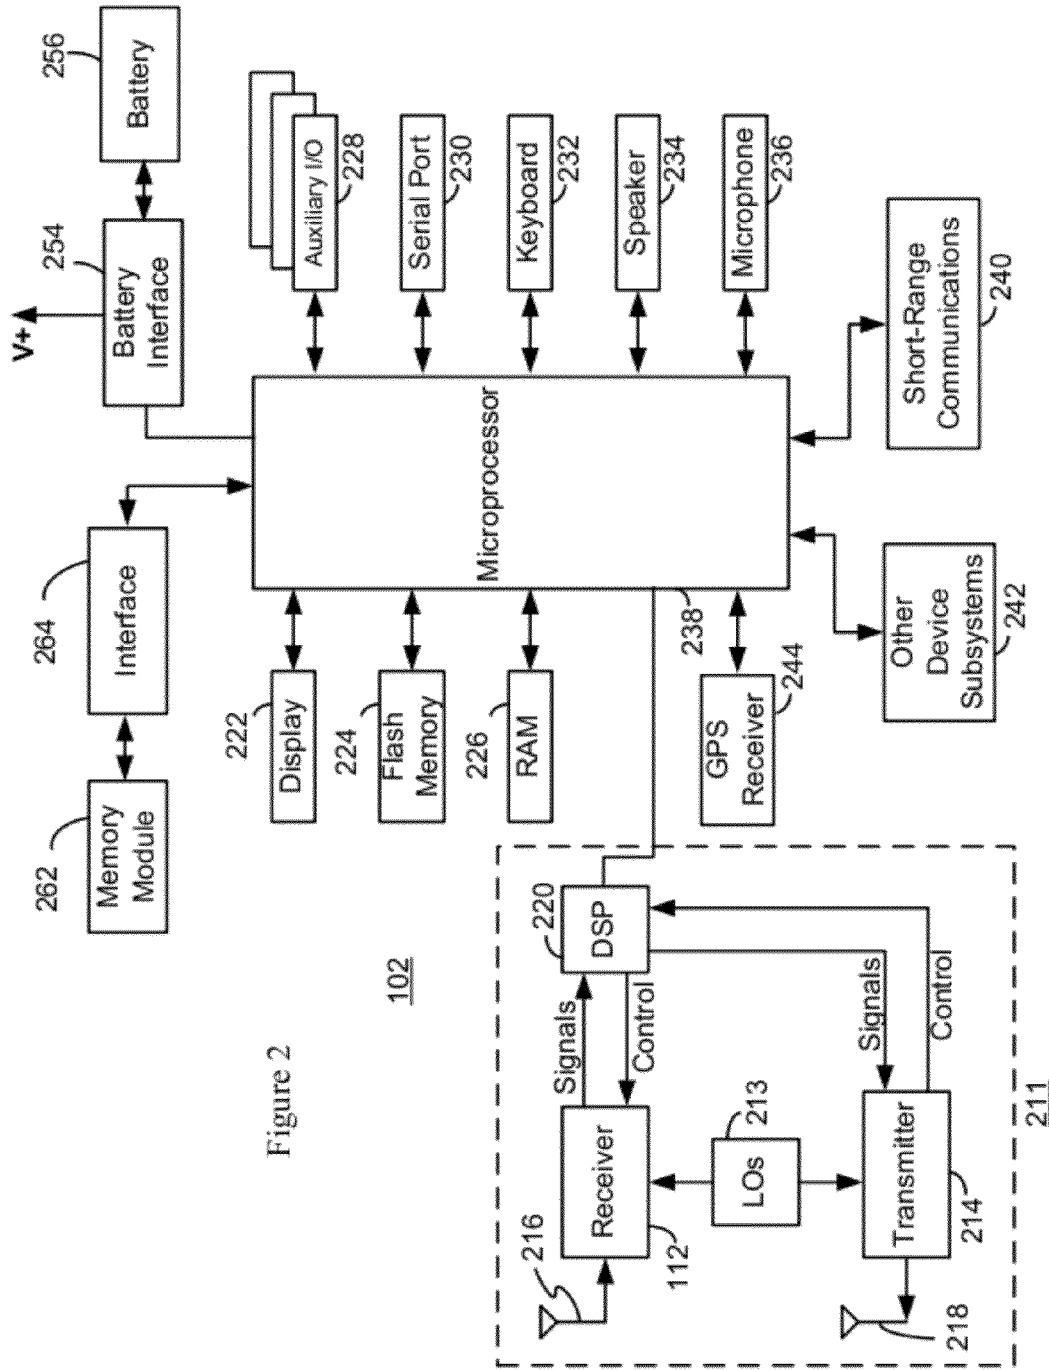 262
Memory
Module
264
Interface
V+
254
Battery
Interface
256
Battery
222
Display
224
Flash
Memory
226
RAM
Microprocessor
238
Auxiliary I/O
228
Serial Port
230
Keyboard
232
Speaker
234
Microphone
236
GPS
Receiver
244
Other
Device
Subsystems
242
Short-Range
Communications
240
102
Figure 2
216
Receiver
112
Signals
Control
220
DSP
213
LOs
Signals
Control
Transmitter
214
218
211